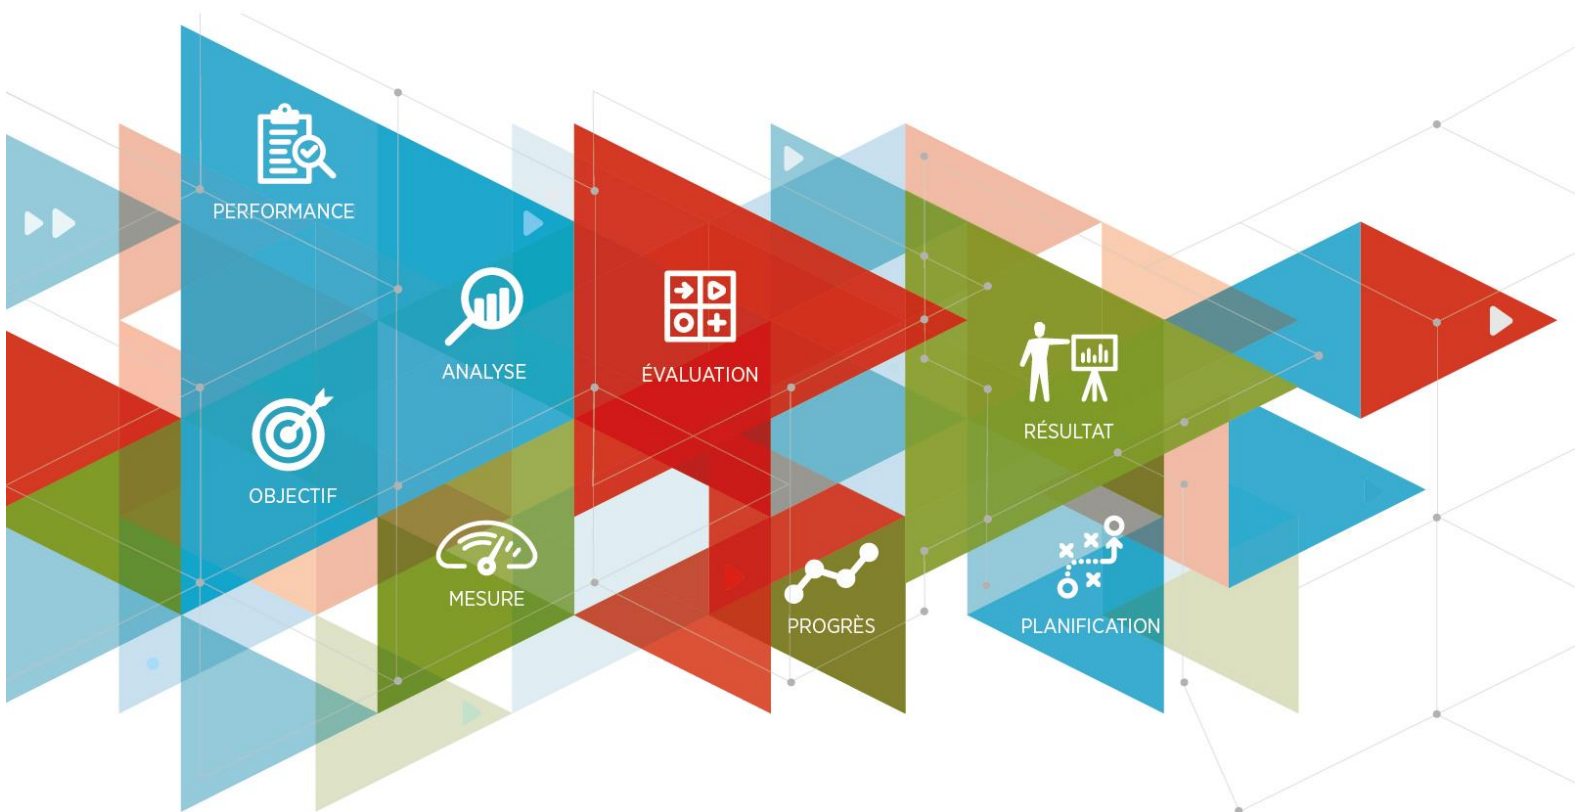 PERFORMANCE
ANALYSE
ÉVALUATION
RÉSULTAT
OBJECTIF
MESURE
PROGRÈS
PLANIFICATION